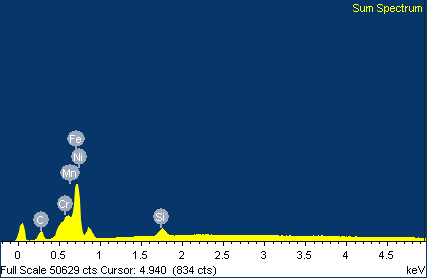 Sum Spectrum
Fe
Ni
Mn
Cr
C
Si
0 0.5 1 1.5 2 2.5 3 3.5 4 4.5
Full Scale 50629 cts Cursor: 4.940 (834 cts) keV